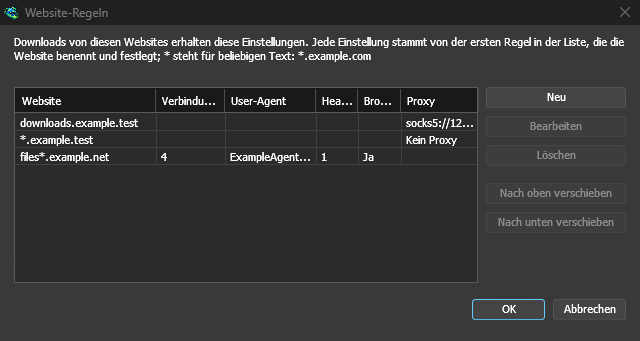 Website-Regeln
Downloads von diesen Websites erhalten diese Einstellungen. Jede Einstellung stammt von der ersten Regel in der Liste, die die
Website benennt und festlegt; * steht für beliebigen Text: *.example.com
Website Verbindu... User-Agent Hea... Bro... Proxy
downloads.example.test socks5://12...
*.example.test Kein Proxy
files*.example.net 4 ExampleAgent... 1 Ja
Neu
Bearbeiten
Löschen
Nach oben verschieben
Nach unten verschieben
OK Abbrechen